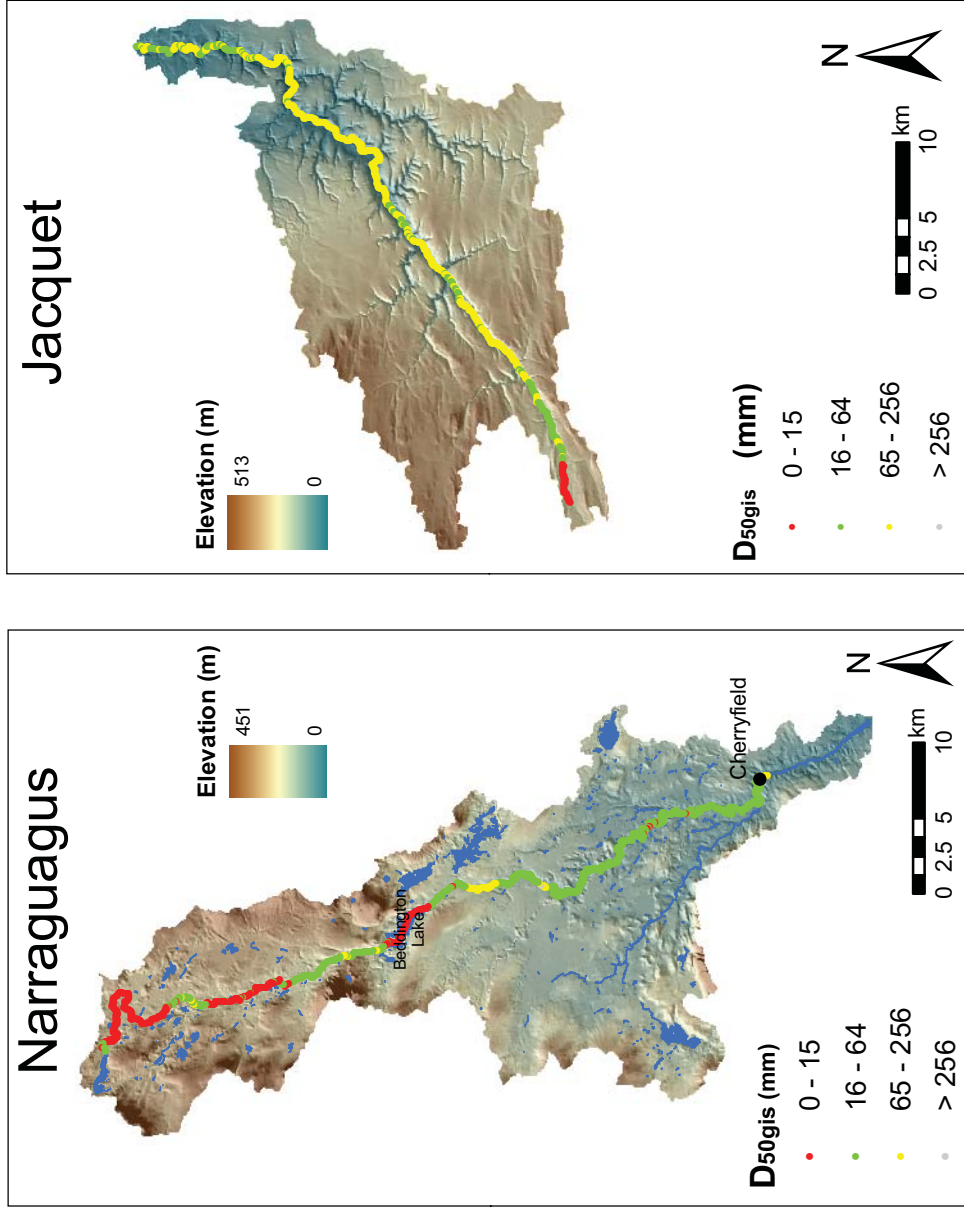 Narraguagus
Elevation (m)
451
0
Beddington
Lake
Cherryfield
D50gis (mm)
0 - 15
16 - 64
65 - 256
> 256
0 2.5 5 10
km
N
Jacquet
Elevation (m)
513
0
D50gis (mm)
0 - 15
16 - 64
65 - 256
> 256
0 2.5 5 10
km
N